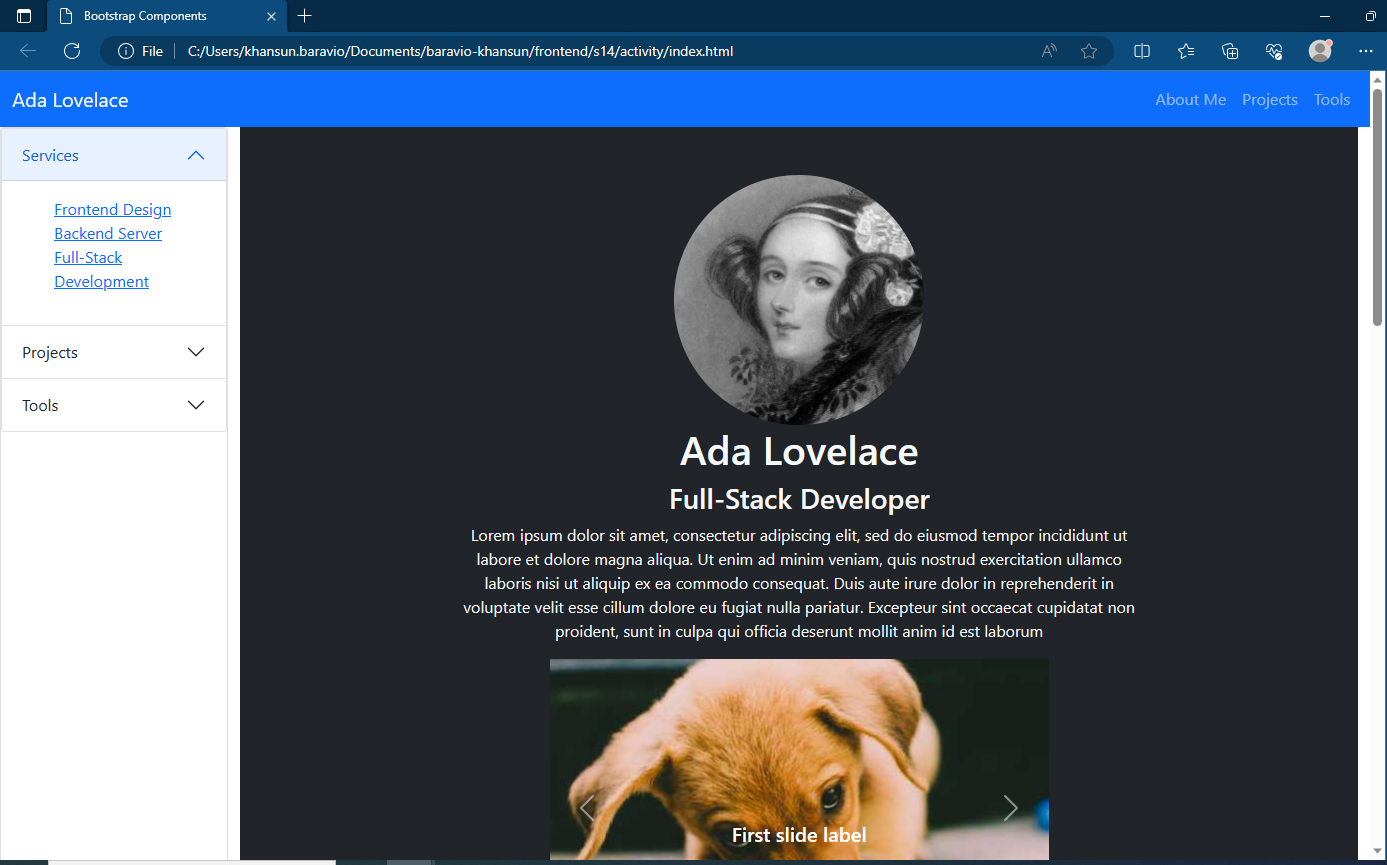 Bootstrap Components
File
C:/Users/khansun.baravio/Documents/baravio-khansun/frontend/s14/activity/index.html
Ada Lovelace
About Me Projects Tools
Services
Frontend Design
Backend Server
Full-Stack
Development
Projects
Tools
Ada Lovelace
Full-Stack Developer
Lorem ipsum dolor sit amet, consectetur adipiscing elit, sed do eiusmod tempor incididunt ut
labore et dolore magna aliqua. Ut enim ad minim veniam, quis nostrud exercitation ullamco
laboris nisi ut aliquip ex ea commodo consequat. Duis aute irure dolor in reprehenderit in
voluptate velit esse cillum dolore eu fugiat nulla pariatur. Excepteur sint occaecat cupidatat non
proident, sunt in culpa qui officia deserunt mollit anim id est laborum
First slide label